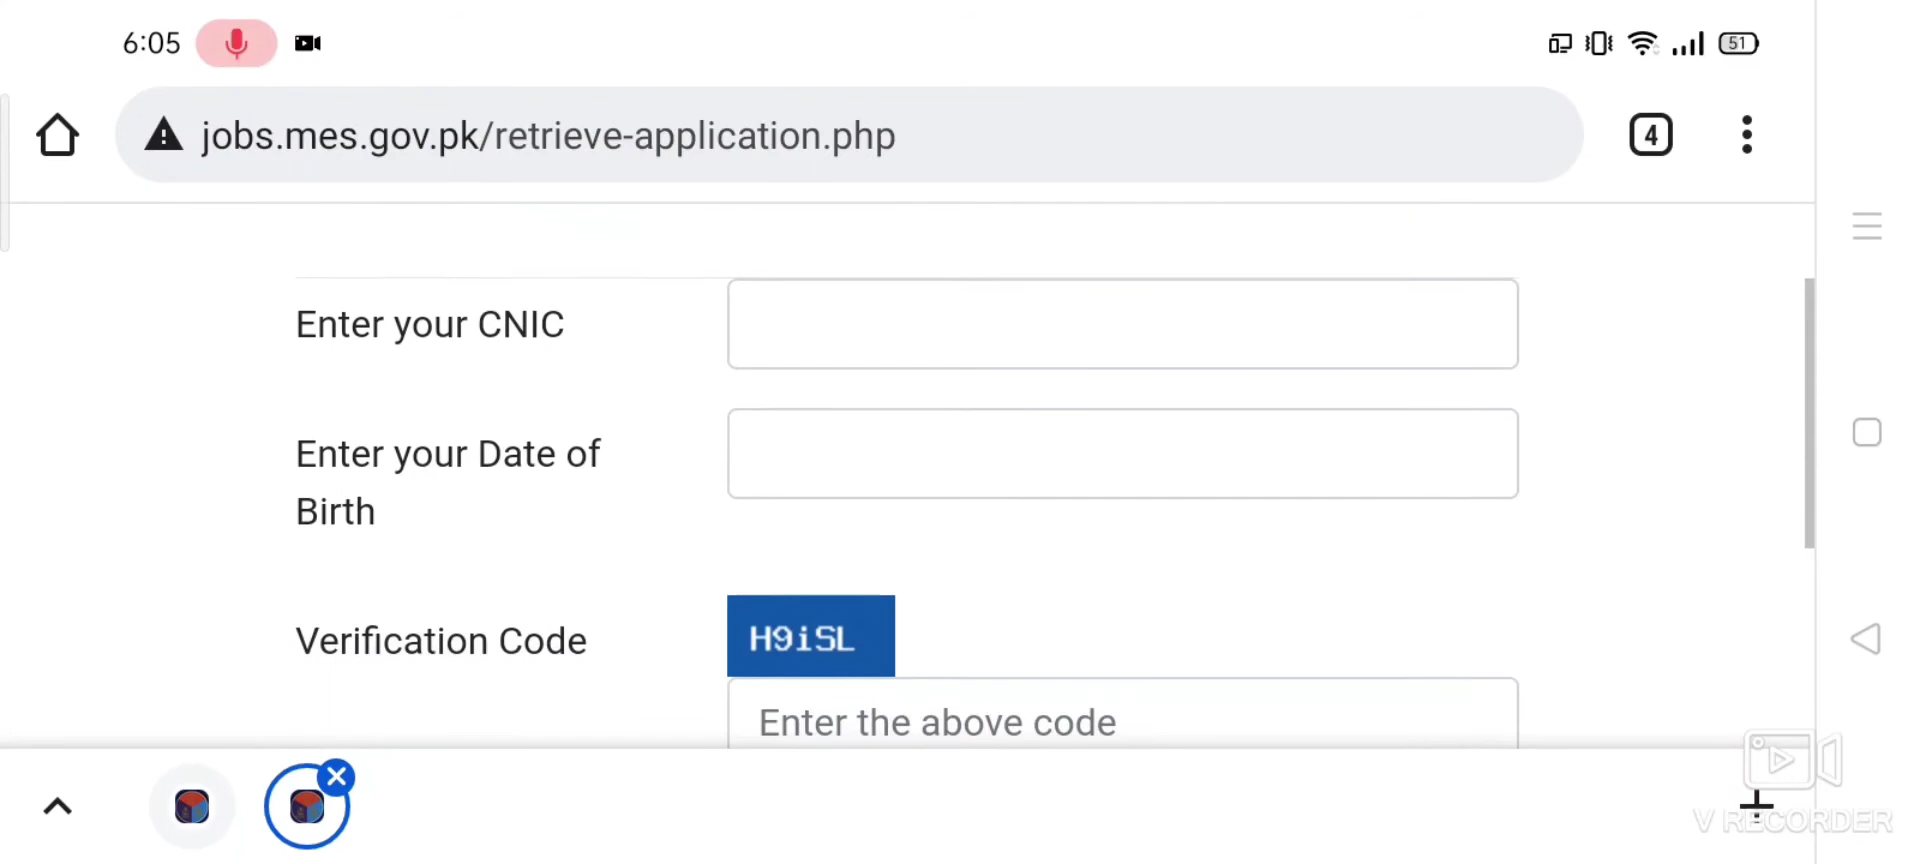 6:05
51
jobs.mes.gov.pk/retrieve-application.php
4
Enter your CNIC
Enter your Date of
Birth
Verification Code
H9iSL
Enter the above code
V RECORDER